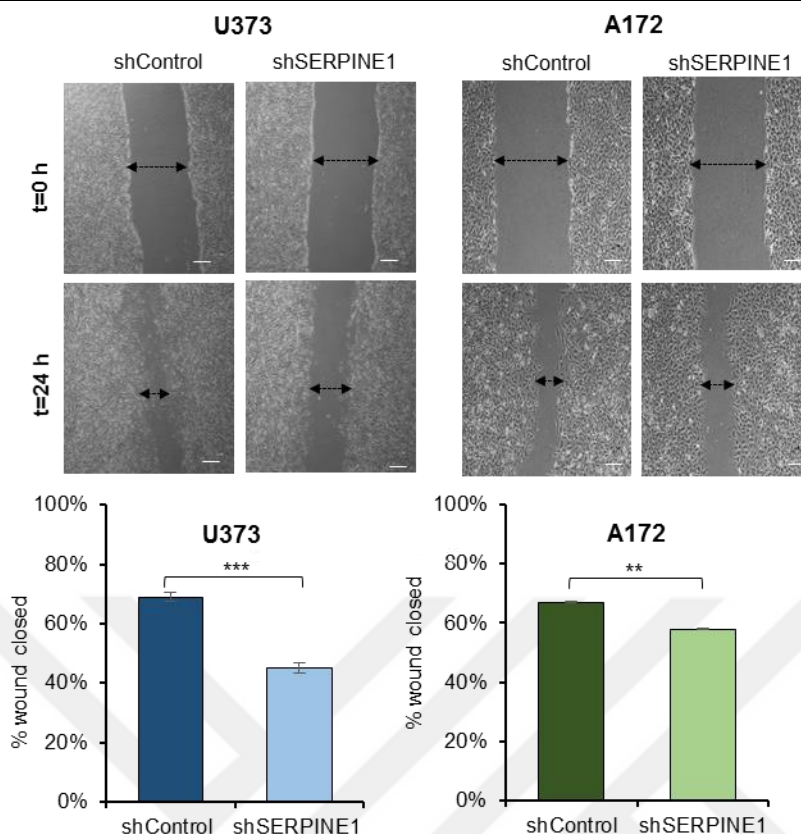 U373
A172
shControl
shSERPINE1
shControl
shSERPINE1
t=0 h
t=24 h
U373
% wound closed
100%
80%
60%
40%
20%
0%
***
shControl
shSERPINE1
A172
% wound closed
100%
80%
60%
40%
20%
0%
**
shControl
shSERPINE1